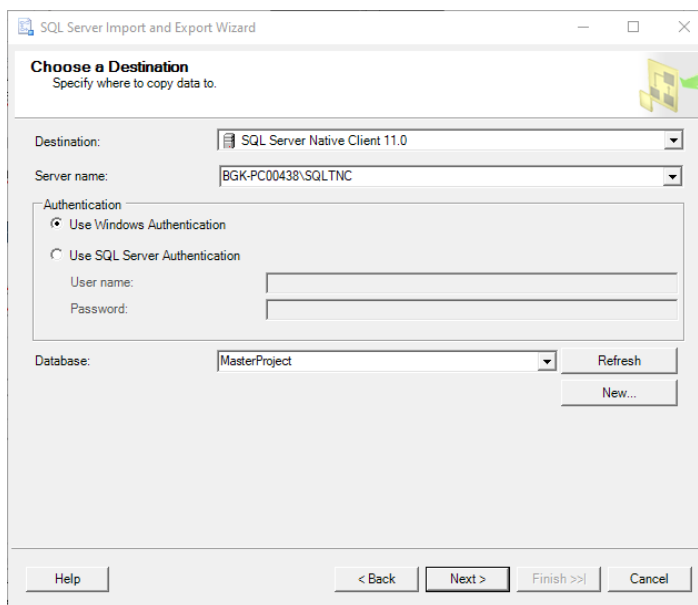 SQL Server Import and Export Wizard
Choose a Destination
Specify where to copy data to.
Destination:
SQL Server Native Client 11.0
Server name:
BGK-PC00438\SQLTNC
Authentication
Use Windows Authentication
Use SQL Server Authentication
User name:
Password:
Database:
MasterProject
Refresh
New...
Help
< Back
Next >
Finish >>|
Cancel